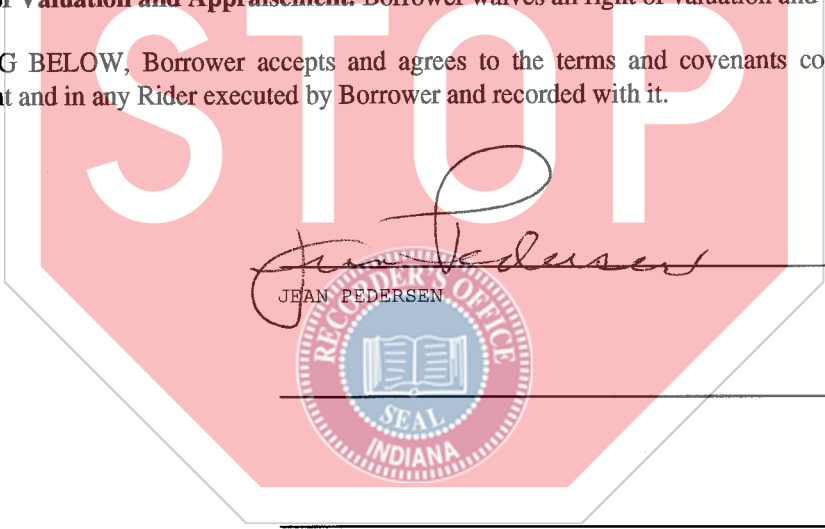 of Valuation and Appraisement. Borrower waives all right of valuation and
G BELOW, Borrower accepts and agrees to the terms and covenants co
nt and in any Rider executed by Borrower and recorded with it.
STOP
Jean Pedersen
JEAN PEDERSEN
RECORDER'S OFFICE
SEAL
INDIANA